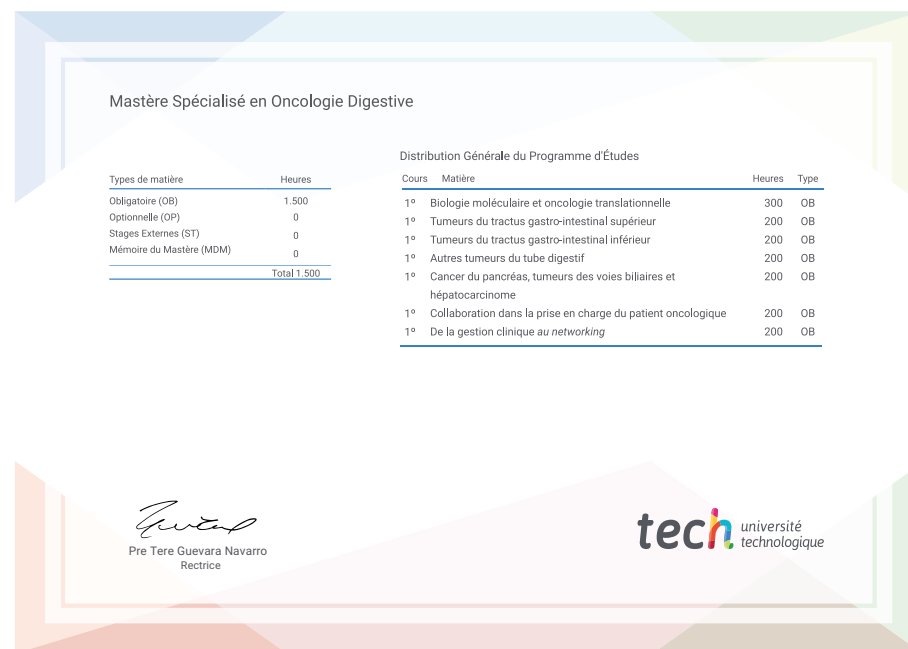 Mastère Spécialisé en Oncologie Digestive
Types de matière Heures
Obligatoire (OB) 1.500
Optionnelle (OP) 0
Stages Externes (ST) 0
Mémoire du Mastère (MDM) 0
Total 1.500
Distribution Générale du Programme d'Études
Cours Matière Heures Type
1º Biologie moléculaire et oncologie translationnelle 300 OB
1º Tumeurs du tractus gastro-intestinal supérieur 200 OB
1º Tumeurs du tractus gastro-intestinal inférieur 200 OB
1º Autres tumeurs du tube digestif 200 OB
1º Cancer du pancréas, tumeurs des voies biliaires et 200 OB
hépatocarcinome
1º Collaboration dans la prise en charge du patient oncologique 200 OB
1º De la gestion clinique au networking 200 OB
Pre Tere Guevara Navarro
Rectrice
tech université
technologique